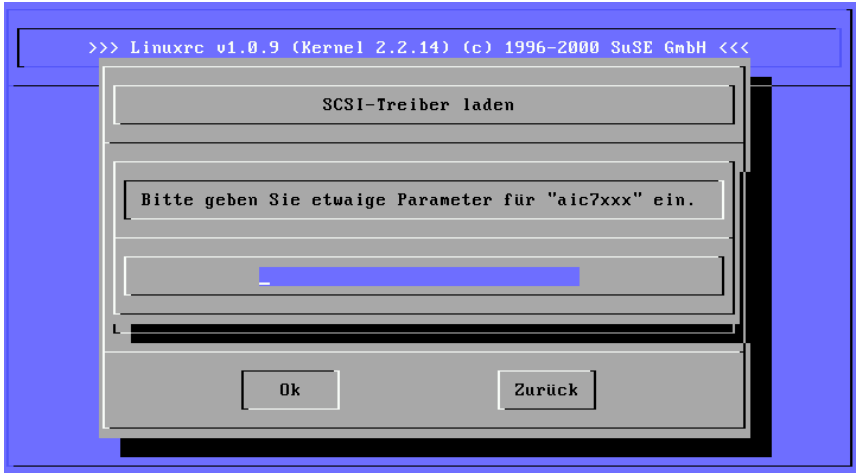 >>> Linuxrc v1.0.9 (Kernel 2.2.14) (c) 1996-2000 SuSE GmbH <<<
SCSI-Treiber laden
Bitte geben Sie etwaige Parameter für "aic7xxx" ein.
Ok
Zurück